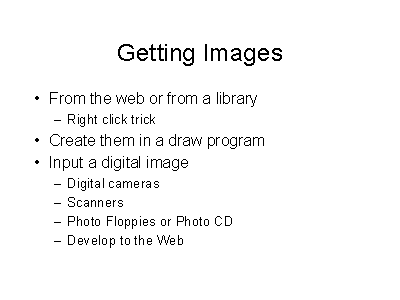 Getting Images
• From the web or from a library
– Right click trick
• Create them in a draw program
• Input a digital image
– Digital cameras
– Scanners
– Photo Floppies or Photo CD
– Develop to the Web